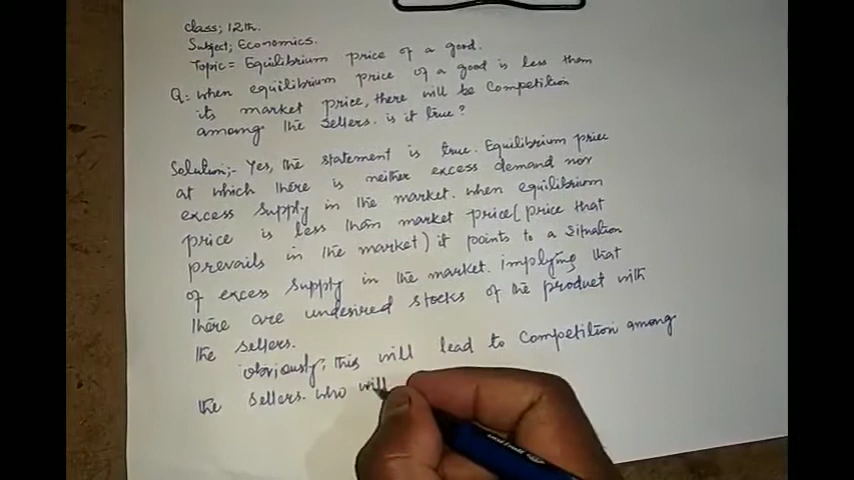 Class; 12th.
Subject; Economics.
Topic = Equilibrium price of a good.
Q:- when equilibrium price of a good is less than
its market price, there will be competition
among the sellers. is it true?
Solution;- Yes, the statement is true. Equilibrium price
at which there is neither excess demand nor
excess supply in the market. when equilibrium
price is less than market price (price that
prevails in the market) it points to a situation
of excess supply in the market. implying that
there are undesired stocks of the product with
the sellers.
obviously, this will lead to competition among
the sellers. who will